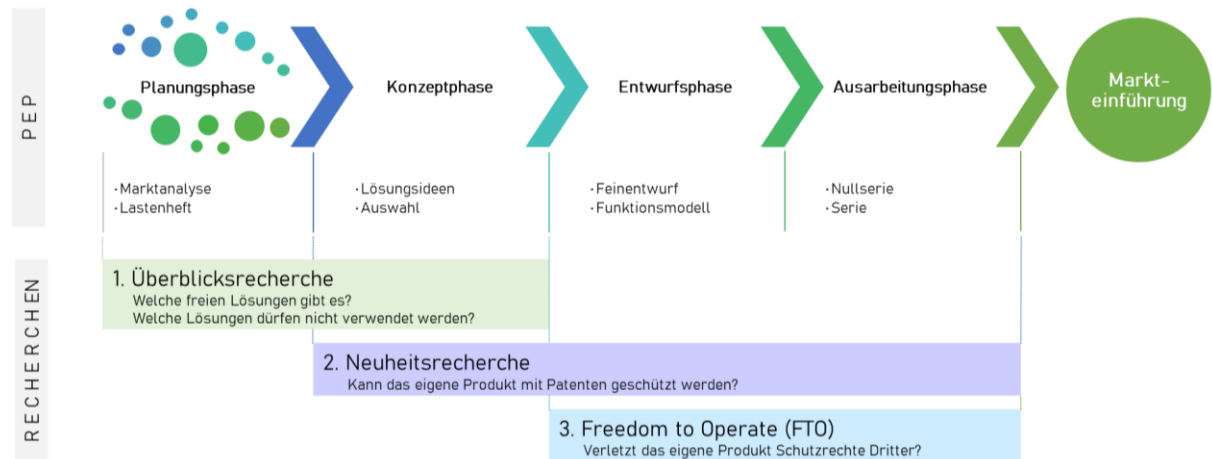 PEP
Planungsphase
Konzeptphase
Entwurfsphase
Ausarbeitungsphase
Markt-
einführung
· Marktanalyse
· Lastenheft
· Lösungsideen
· Auswahl
· Feinentwurf
· Funktionsmodell
· Nullserie
· Serie
RECHERCHEN
1. Überblicksrecherche
Welche freien Lösungen gibt es?
Welche Lösungen dürfen nicht verwendet werden?
2. Neuheitsrecherche
Kann das eigene Produkt mit Patenten geschützt werden?
3. Freedom to Operate (FTO)
Verletzt das eigene Produkt Schutzrechte Dritter?